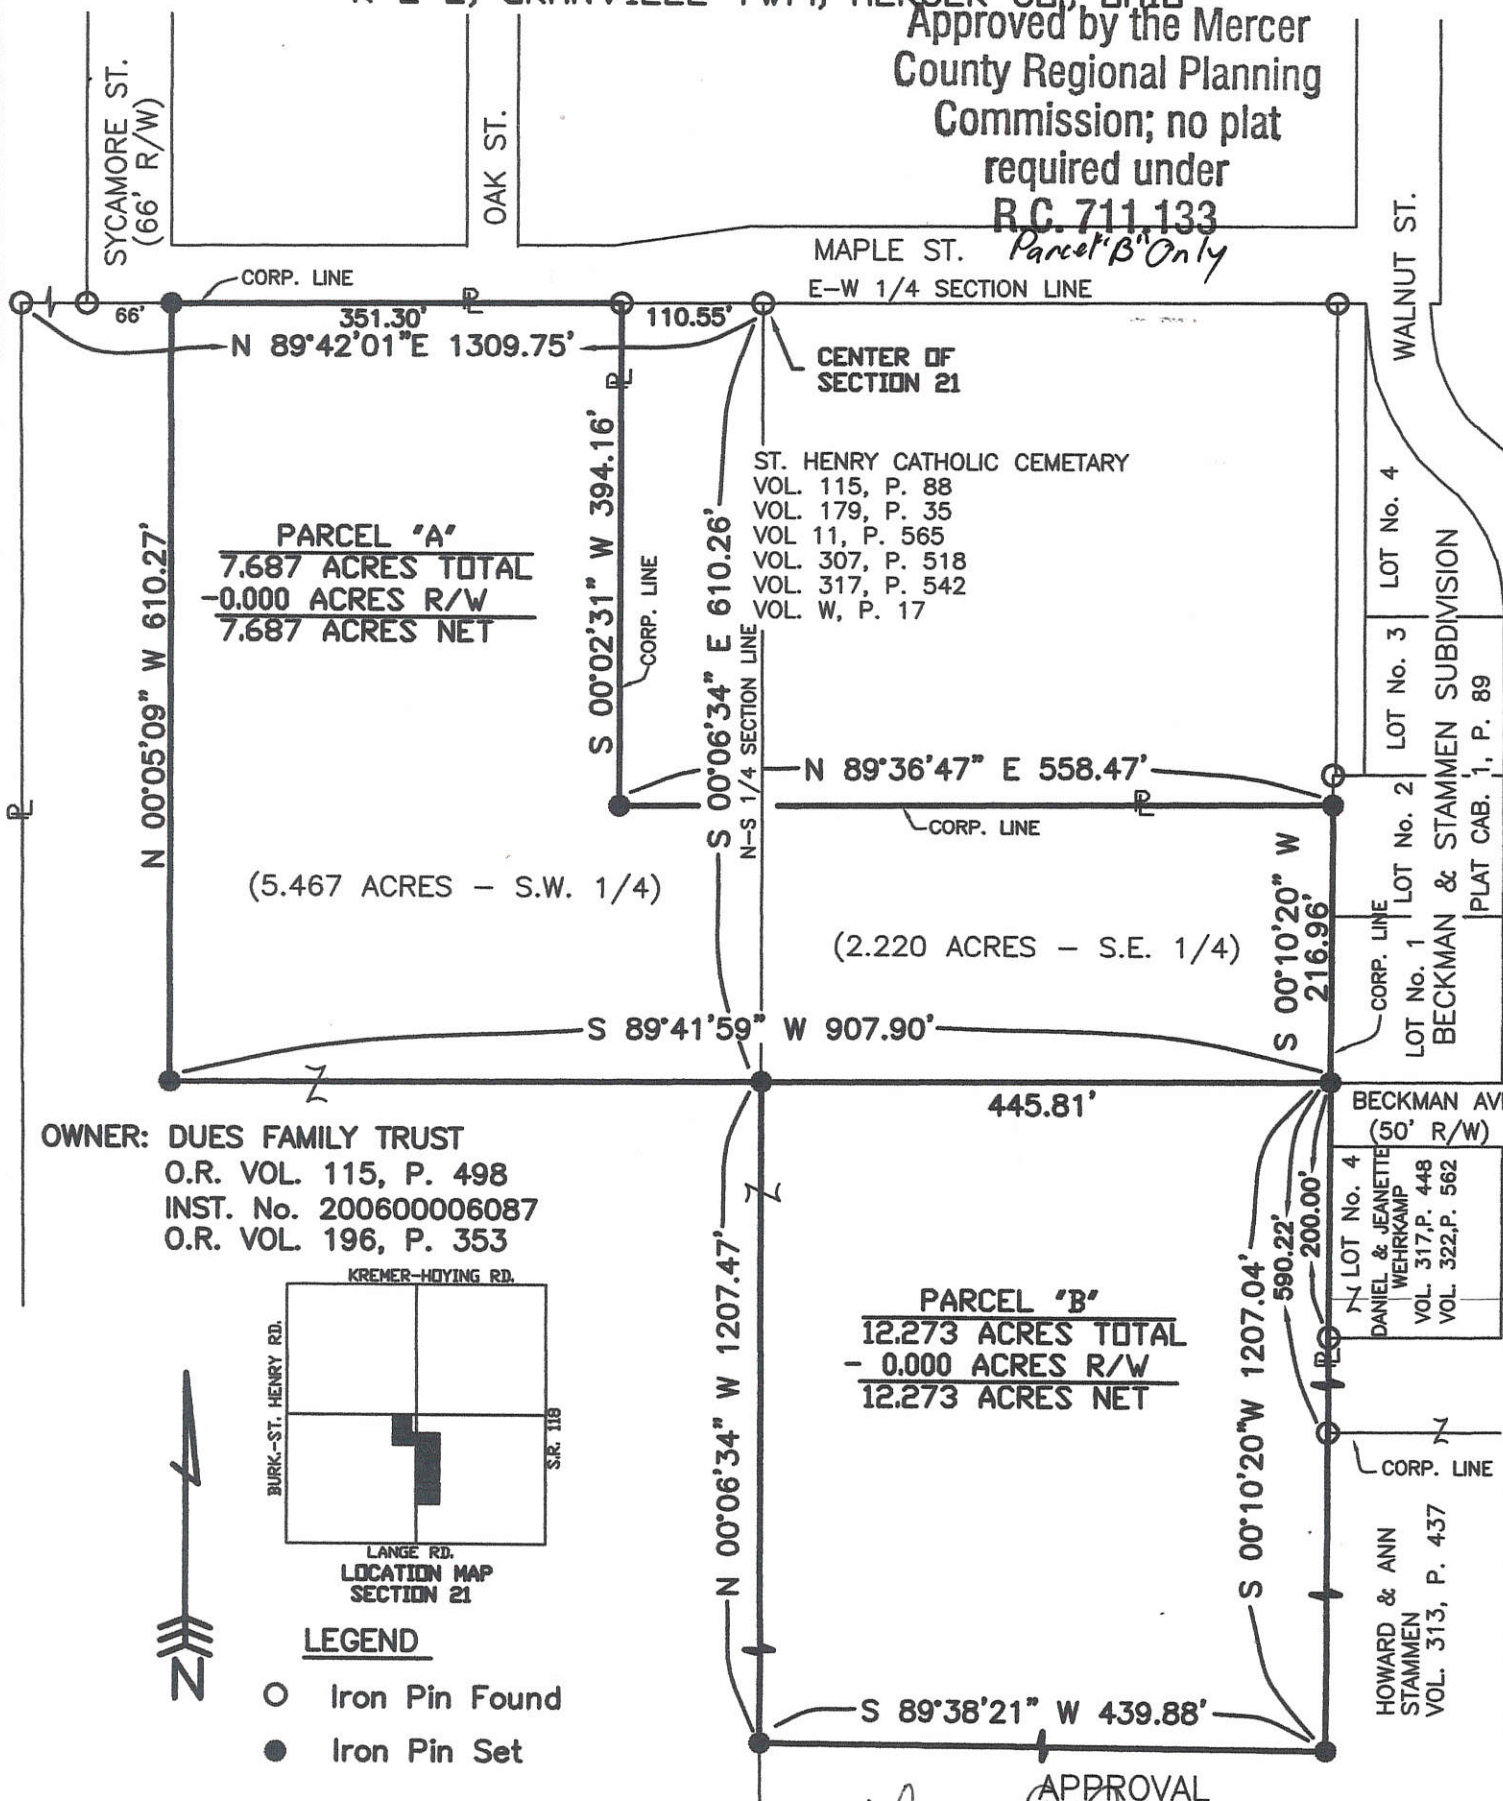 R-2-E, GRANVILLE TWP., MERCER CO., OHIO
Approved by the Mercer
County Regional Planning
Commission; no plat
required under
R.C. 711.133
Parcel "B" Only
SYCAMORE ST.
(66' R/W)
OAK ST.
MAPLE ST.
WALNUT ST.
CORP. LINE
E-W 1/4 SECTION LINE
66'
351.30'
110.55'
N 89°42'01"E 1309.75'
CENTER OF
SECTION 21
ST. HENRY CATHOLIC CEMETARY
VOL. 115, P. 88
VOL. 179, P. 35
VOL 11, P. 565
VOL. 307, P. 518
VOL. 317, P. 542
VOL. W, P. 17
N 00°05'09" W 610.27'
PARCEL "A"
7.687 ACRES TOTAL
-0.000 ACRES R/W
7.687 ACRES NET
S 00°02'31" W 394.16'
CORP. LINE
S 00°06'34" E 610.26'
N-S 1/4 SECTION LINE
LOT No. 4
LOT No. 3
LOT No. 2
LOT No. 1
BECKMAN & STAMMEN SUBDIVISION
PLAT CAB. 1, P. 89
N 89°36'47" E 558.47'
CORP. LINE
(5.467 ACRES - S.W. 1/4)
(2.220 ACRES - S.E. 1/4)
S 00°10'20" W
216.96'
CORP. LINE
S 89°41'59" W 907.90'
445.81'
BECKMAN AV
(50' R/W)
OWNER: DUES FAMILY TRUST
O.R. VOL. 115, P. 498
INST. No. 200600006087
O.R. VOL. 196, P. 353
LOT No. 4
DANIEL & JEANETTE
WEHRKAMP
VOL. 317,P. 448
VOL. 322,P. 562
N 00°06'34" W 1207.47'
PARCEL "B"
12.273 ACRES TOTAL
- 0.000 ACRES R/W
12.273 ACRES NET
S 00°10'20"W 1207.04'
590.22'
200.00'
CORP. LINE
HOWARD & ANN
STAMMEN
VOL. 313, P. 437
KREMER-HOYING RD.
BURK.-ST. HENRY RD.
S.R. 118
LANGE RD.
LOCATION MAP
SECTION 21
N
LEGEND
Iron Pin Found
Iron Pin Set
S 89°38'21" W 439.88'
APPROVAL